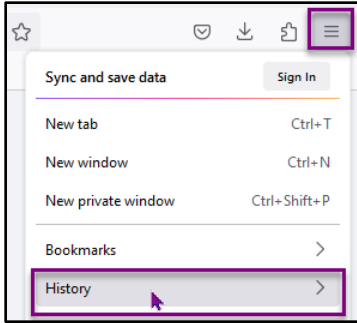 Sync and save data Sign In
New tab Ctrl+T
New window Ctrl+N
New private window Ctrl+Shift+P
Bookmarks
History